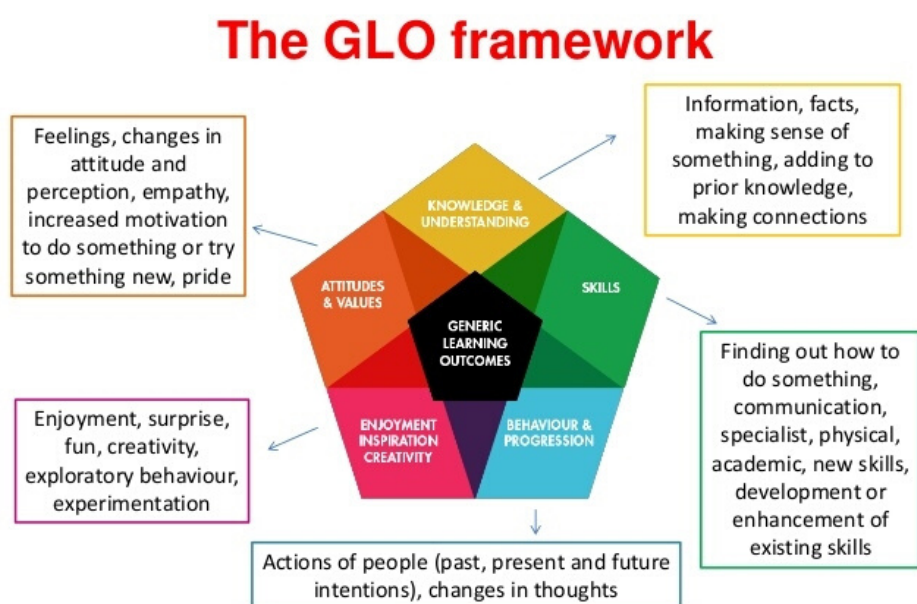 The GLO framework
Feelings, changes in
attitude and
perception, empathy,
increased motivation
to do something or try
something new, pride
Information, facts,
making sense of
something, adding to
prior knowledge,
making connections
KNOWLEDGE &
UNDERSTANDING
ATTITUDES
& VALUES
SKILLS
GENERIC
LEARNING
OUTCOMES
ENJOYMENT
INSPIRATION
CREATIVITY
BEHAVIOUR &
PROGRESSION
Enjoyment, surprise,
fun, creativity,
exploratory behaviour,
experimentation
Finding out how to
do something,
communication,
specialist, physical,
academic, new skills,
development or
enhancement of
existing skills
Actions of people (past, present and future
intentions), changes in thoughts